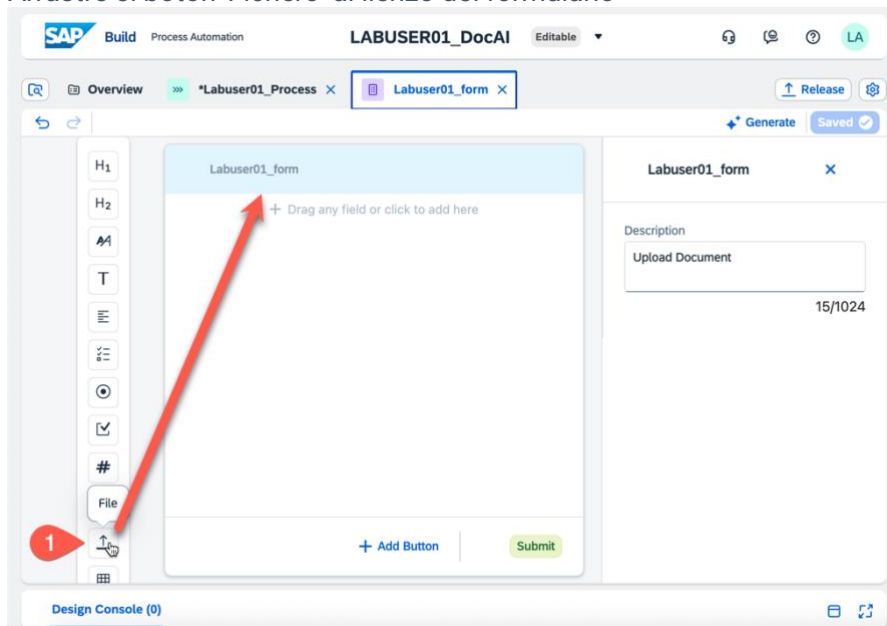 SAP Build Process Automation LABUSER01_DocAI Editable LA
Overview *Labuser01_Process Labuser01_form Release
Generate Saved
H1
H2
T
#
File
1
Labuser01_form
+ Drag any field or click to add here
+ Add Button Submit
Labuser01_form
Description
Upload Document
15/1024
Design Console (0)